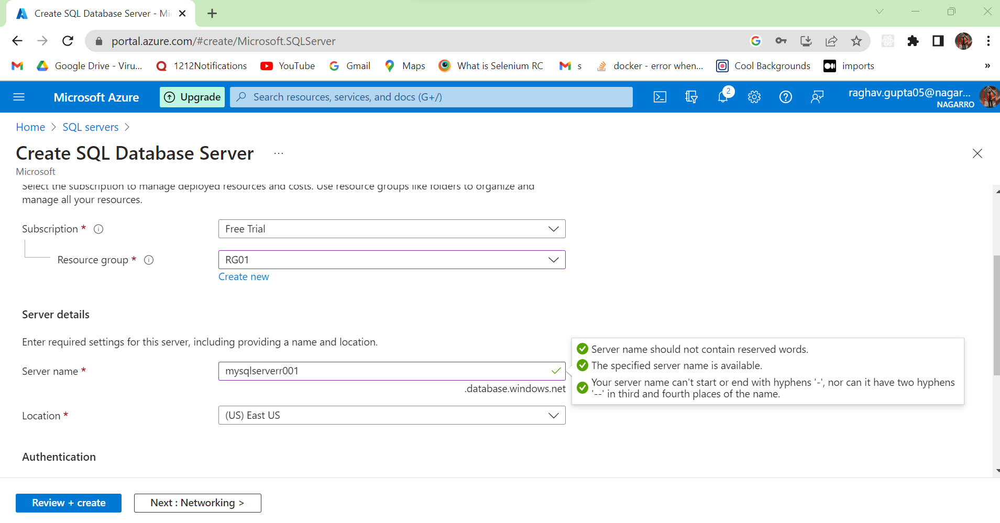 Create SQL Database Server - Mi
portal.azure.com/#create/Microsoft.SQLServer
Google Drive - Viru... 1212Notifications YouTube Gmail Maps What is Selenium RC s docker - error when... Cool Backgrounds imports »
Microsoft Azure Upgrade Search resources, services, and docs (G+/) 2 raghav.gupta05@nagar...
NAGARRO
Home > SQL servers >
Create SQL Database Server ...
Microsoft
Select the subscription to manage deployed resources and costs. Use resource groups like folders to organize and
manage all your resources.
Subscription * Free Trial
Resource group * RG01
Create new
Server details
Enter required settings for this server, including providing a name and location.
Server name * mysqlserverr001
.database.windows.net
Server name should not contain reserved words.
The specified server name is available.
Your server name can't start or end with hyphens '-', nor can it have two hyphens
'--' in third and fourth places of the name.
Location * (US) East US
Authentication
Review + create Next : Networking >